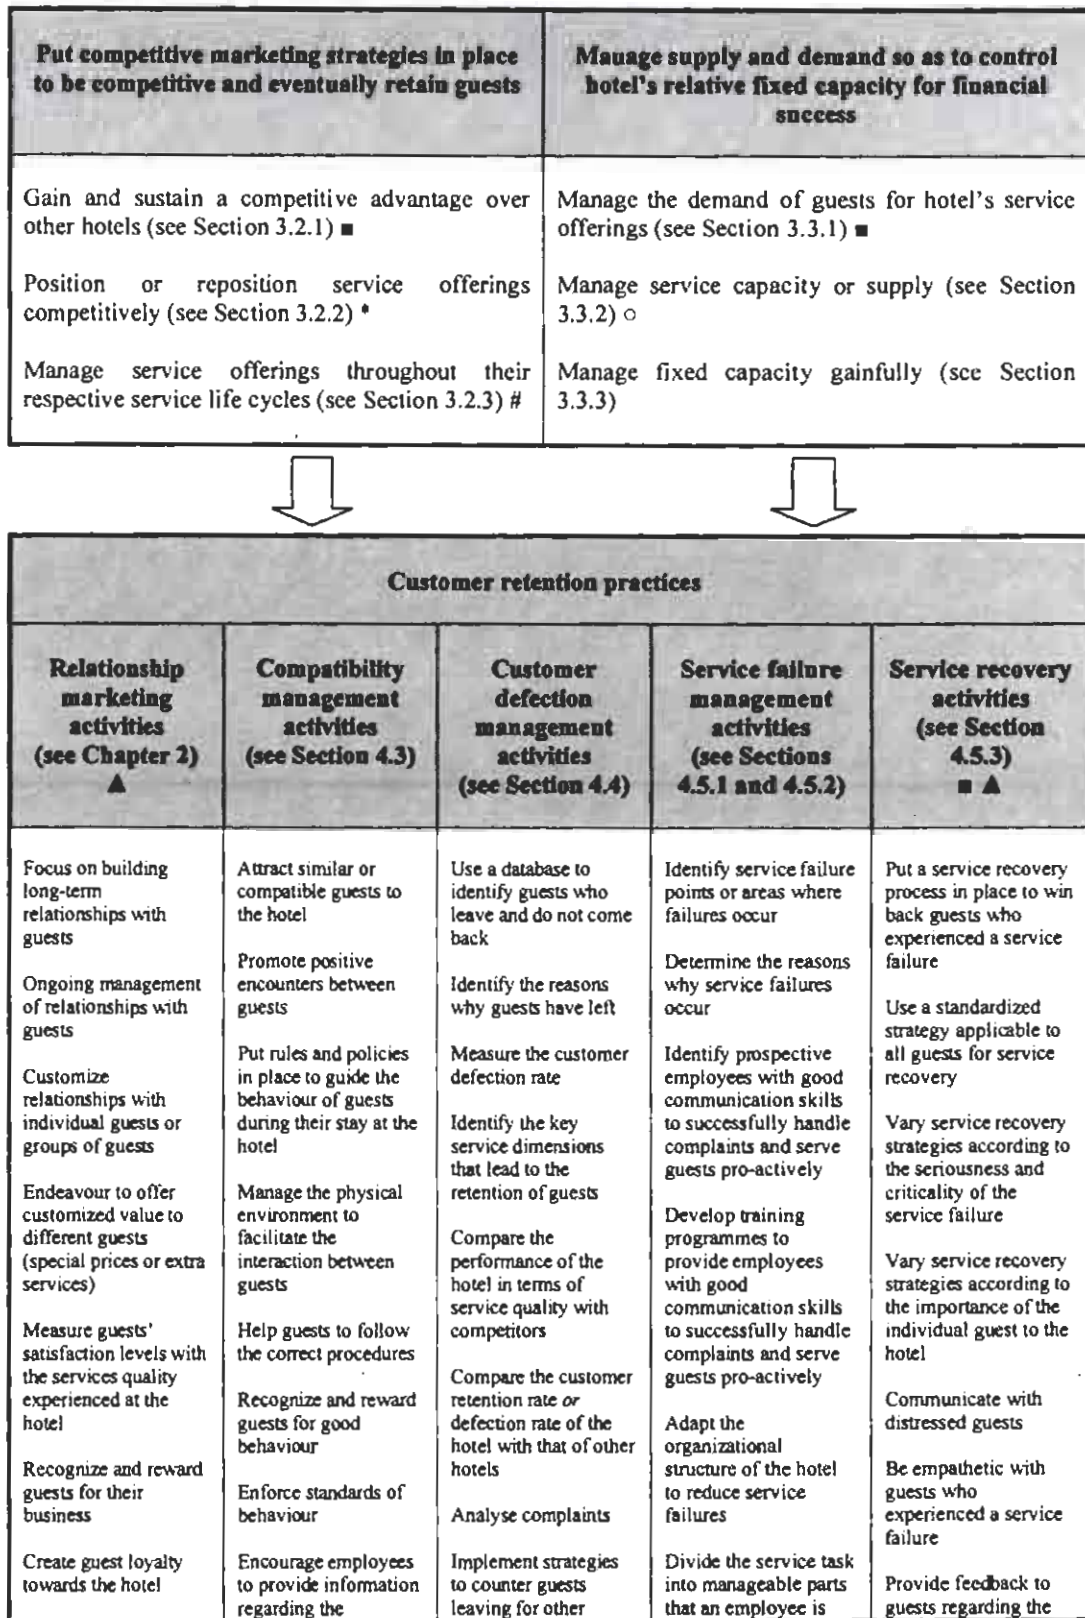 Put competitive marketing strategies in place
to be competitive and eventually retain guests
Mauage supply and demand so as to control
hotel's relative fixed capacity for financial
success
Gain and sustain a competitive advantage over
other hotels (see Section 3.2.1) ■
Position or reposition service offerings
competitively (see Section 3.2.2) *
Manage service offerings throughout their
respective service life cycles (see Section 3.2.3) #
Manage the demand of guests for hotel's service
offerings (see Section 3.3.1) ■
Manage service capacity or supply (see Section
3.3.2) ○
Manage fixed capacity gainfully (see Section
3.3.3)
Customer retention practices
Relationship
marketing
activities
(see Chapter 2)
▲
Compatibility
management
activities
(see Section 4.3)
Customer
defection
management
activities
(see Section 4.4)
Service failure
management
activities
(see Sections
4.5.1 and 4.5.2)
Service recovery
activities
(see Section
4.5.3)
■ ▲
Focus on building
long-term
relationships with
guests
Ongoing management
of relationships with
guests
Customize
relationships with
individual guests or
groups of guests
Endeavour to offer
customized value to
different guests
(special prices or extra
services)
Measure guests'
satisfaction levels with
the services quality
experienced at the
hotel
Recognize and reward
guests for their
business
Create guest loyalty
towards the hotel
Attract similar or
compatible guests to
the hotel
Promote positive
encounters between
guests
Put rules and policies
in place to guide the
behaviour of guests
during their stay at the
hotel
Manage the physical
environment to
facilitate the
interaction between
guests
Help guests to follow
the correct procedures
Recognize and reward
guests for good
behaviour
Enforce standards of
behaviour
Encourage employees
to provide information
regarding the
Use a database to
identify guests who
leave and do not come
back
Identify the reasons
why guests have left
Measure the customer
defection rate
Identify the key
service dimensions
that lead to the
retention of guests
Compare the
performance of the
hotel in terms of
service quality with
competitors
Compare the customer
retention rate or
defection rate of the
hotel with that of other
hotels
Analyse complaints
Implement strategies
to counter guests
leaving for other
Identify service failure
points or areas where
failures occur
Determine the reasons
why service failures
occur
Identify prospective
employees with good
communication skills
to successfully handle
complaints and serve
guests pro-actively
Develop training
programmes to
provide employees
with good
communication skills
to successfully handle
complaints and serve
guests pro-actively
Adapt the
organizational
structure of the hotel
to reduce service
failures
Divide the service task
into manageable parts
that an employee is
Put a service recovery
process in place to win
back guests who
experienced a service
failure
Use a standardized
strategy applicable to
all guests for service
recovery
Vary service recovery
strategies according to
the seriousness and
criticality of the
service failure
Vary service recovery
strategies according to
the importance of the
individual guest to the
hotel
Communicate with
distressed guests
Be empathetic with
guests who
experienced a service
failure
Provide feedback to
guests regarding the